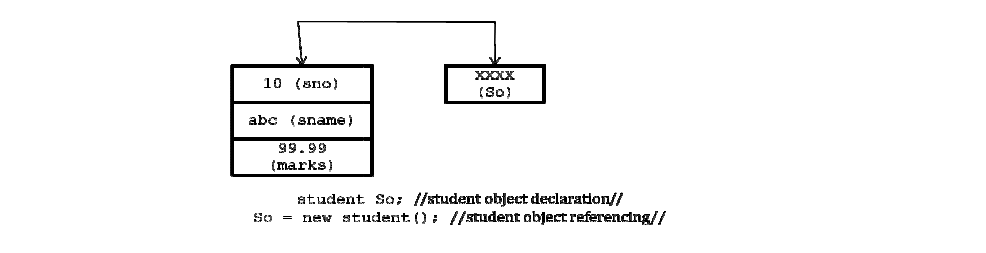 10 (sno)
XXXX
(So)
abc (sname)
99.99
(marks)
student So; //student object declaration//
So = new student(); //student object referencing//